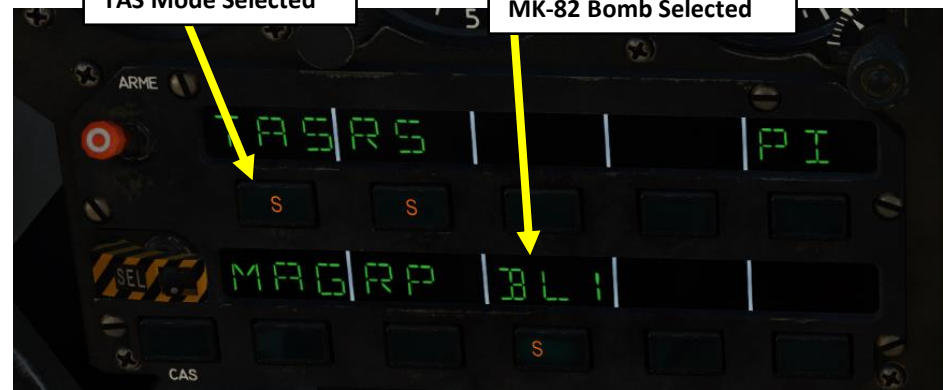 TAS Mode Selected
MK-82 Bomb Selected
5
ARME
TAS RS PI
S S
SEL MAG RP BL1
S
CAS